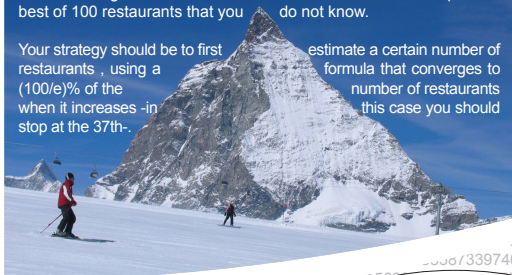 best of 100 restaurants that you do not know.
Your strategy should be to first estimate a certain number of
restaurants , using a formula that converges to
(100/e)% of the number of restaurants
when it increases -in this case you should
stop at the 37th-.